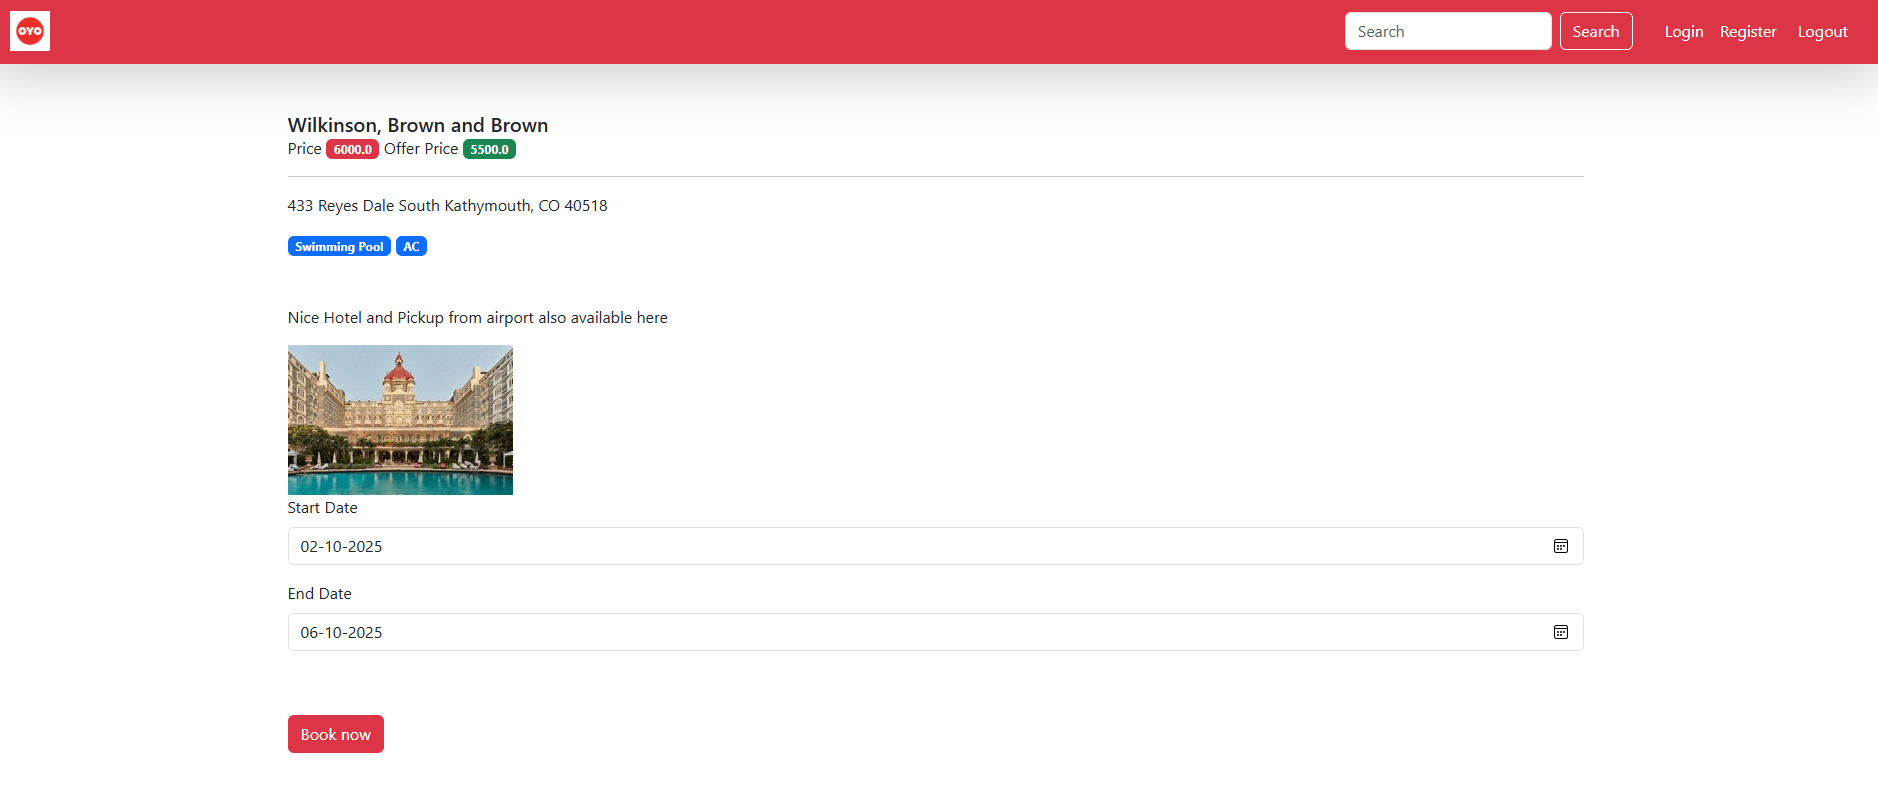 OYO
Search Search Login Register Logout
Wilkinson, Brown and Brown
Price 6000.0 Offer Price 5500.0
433 Reyes Dale South Kathymouth, CO 40518
Swimming Pool AC
Nice Hotel and Pickup from airport also available here
Start Date
02-10-2025
End Date
06-10-2025
Book now